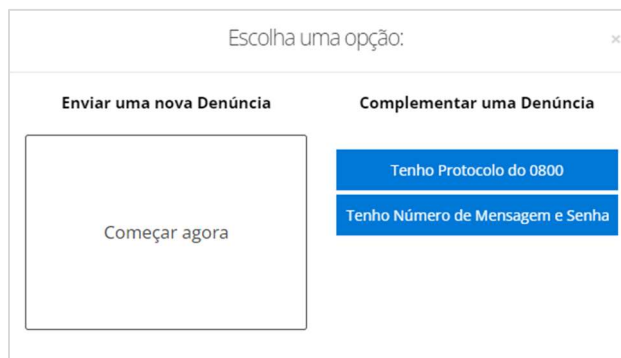 Escolha uma opção:
×
Enviar uma nova Denúncia
Começar agora
Complementar uma Denúncia
Tenho Protocolo do 0800
Tenho Número de Mensagem e Senha